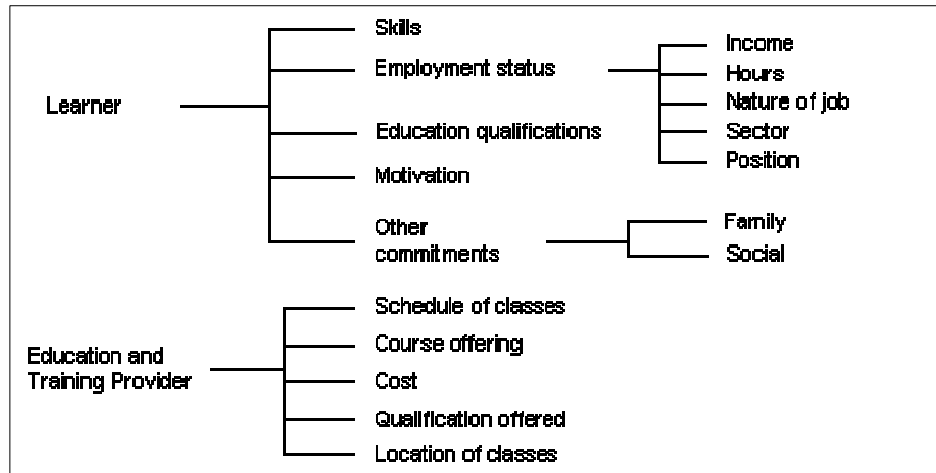 Learner
Skills
Employment status
Income
Hours
Nature of job
Sector
Position
Education qualifications
Motivation
Other
commitments
Family
Social
Education and
Training Provider
Schedule of classes
Course offering
Cost
Qualification offered
Location of classes